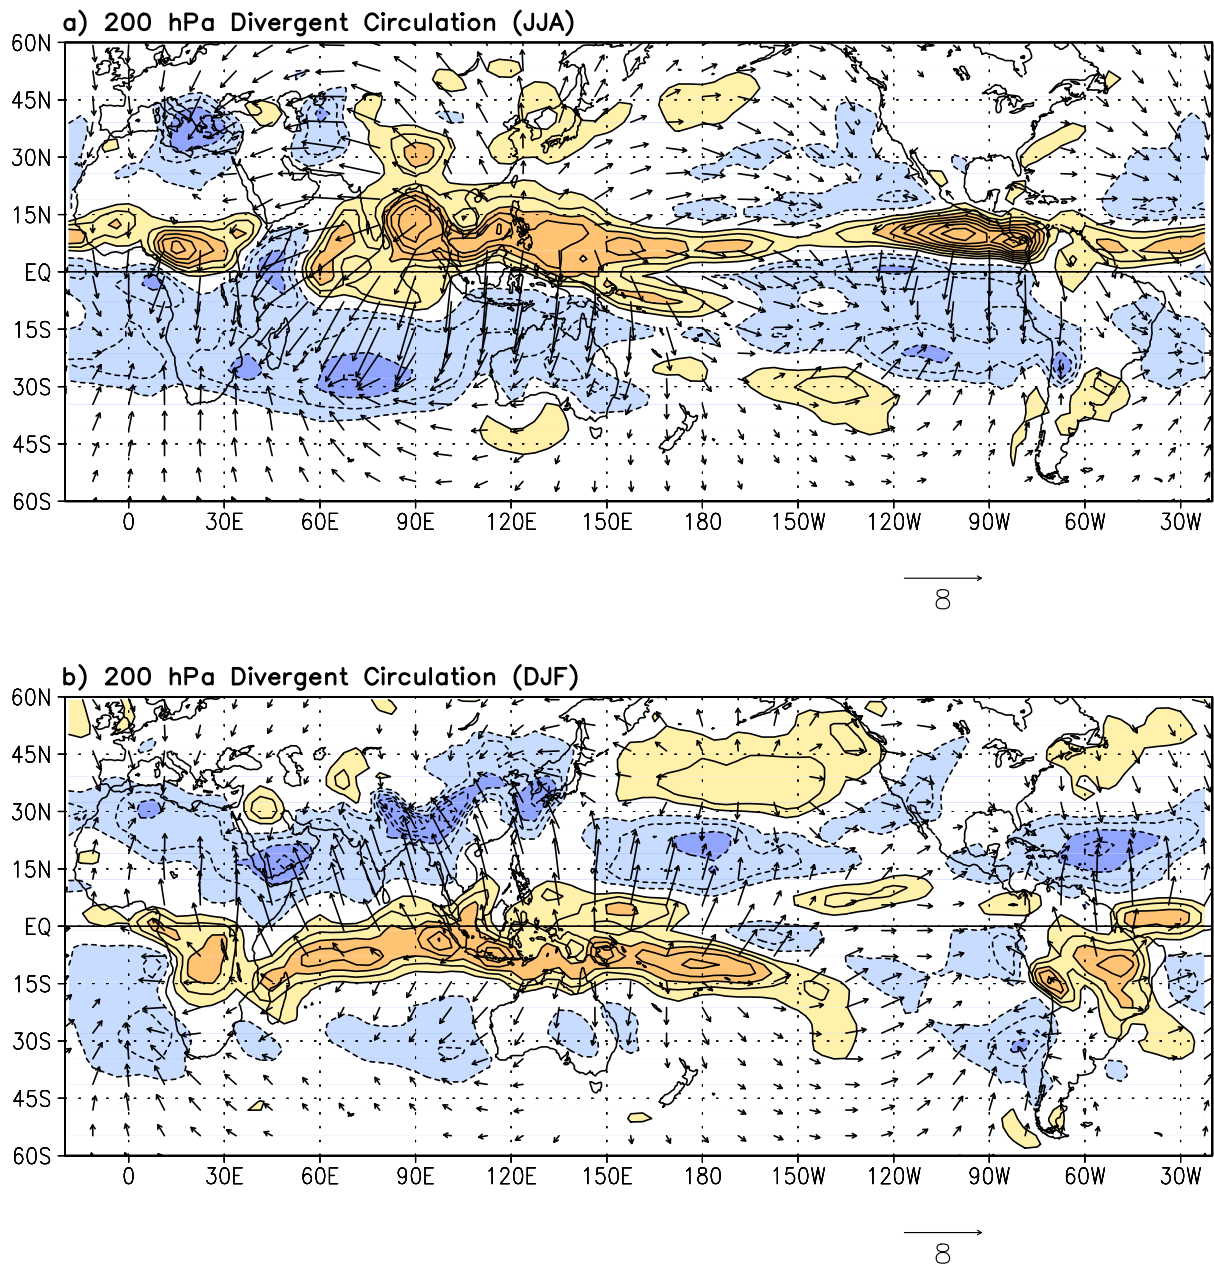 a) 200 hPa Divergent Circulation (JJA)
60N
45N
30N
15N
EQ
15S
30S
45S
60S
0 30E 60E 90E 120E 150E 180 150W 120W 90W 60W 30W
8
b) 200 hPa Divergent Circulation (DJF)
60N
45N
30N
15N
EQ
15S
30S
45S
60S
0 30E 60E 90E 120E 150E 180 150W 120W 90W 60W 30W
8